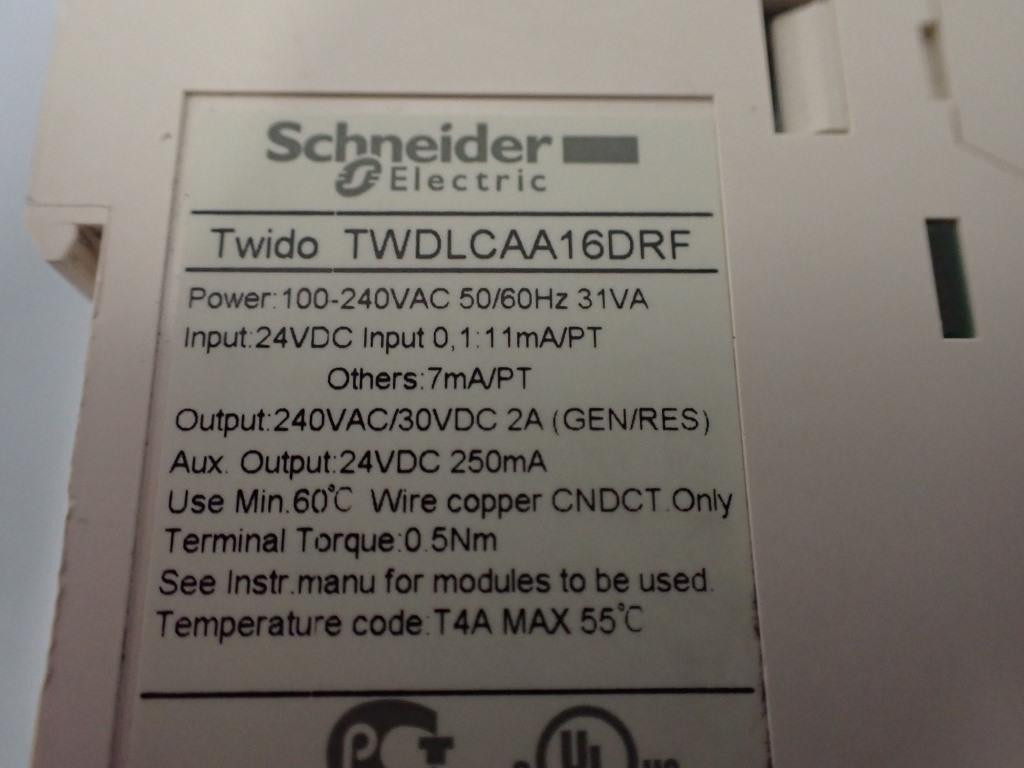 Schneider
Electric
Twido TWDLCAA16DRF
Power:100-240VAC 50/60Hz 31VA
Input:24VDC Input 0,1:11mA/PT
Others:7mA/PT
Output:240VAC/30VDC 2A (GEN/RES)
Aux. Output:24VDC 250mA
Use Min.60℃ Wire copper CNDCT.Only
Terminal Torque:0.5Nm
See Instr.manu for modules to be used.
Temperature code:T4A MAX 55℃
UL